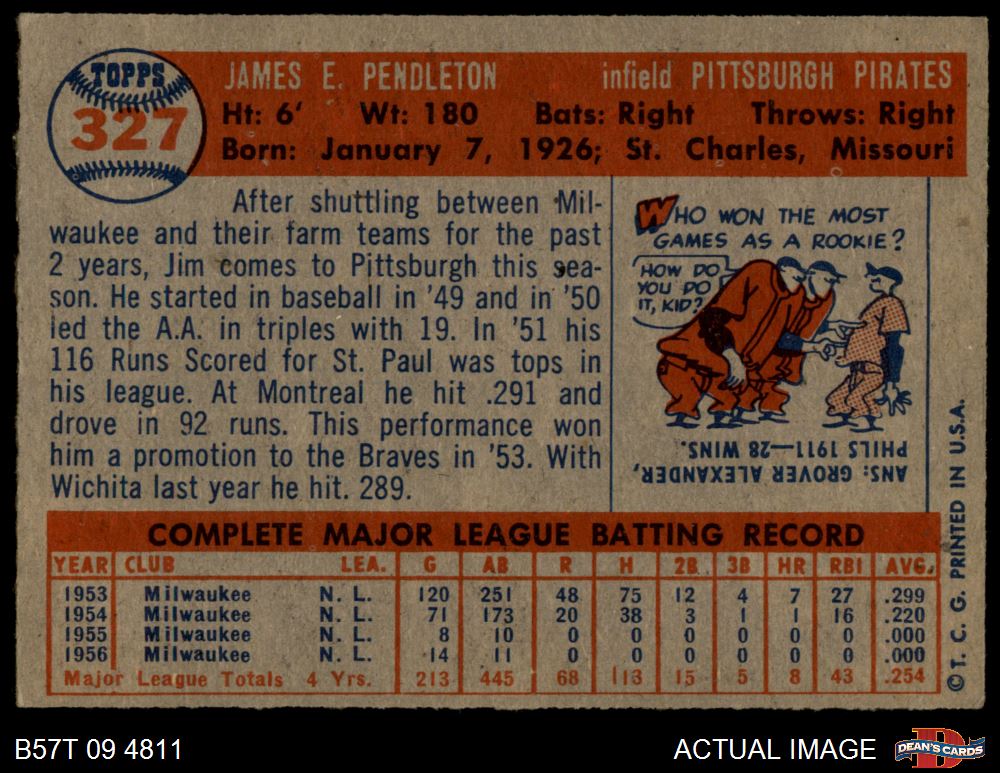 TOPPS
327
JAMES E. PENDLETON infield PITTSBURGH PIRATES
Ht: 6' Wt: 180 Bats: Right Throws: Right
Born: January 7, 1926; St. Charles, Missouri
After shuttling between Mil-
waukee and their farm teams for the past
2 years, Jim comes to Pittsburgh this sea-
son. He started in baseball in '49 and in '50
led the A.A. in triples with 19. In '51 his
116 Runs Scored for St. Paul was tops in
his league. At Montreal he hit .291 and
drove in 92 runs. This performance won
him a promotion to the Braves in '53. With
Wichita last year he hit. 289.
WHO WON THE MOST
GAMES AS A ROOKIE?
HOW DO
YOU DO
IT, KID?
ANS: GROVER ALEXANDER,
PHILS 1911—28 WINS.
COMPLETE MAJOR LEAGUE BATTING RECORD
YEAR CLUB LEA. G AB R H 2B 3B HR RBI AVG.
1953 Milwaukee N. L. 120 251 48 75 12 4 7 27 .299
1954 Milwaukee N. L. 71 173 20 38 3 1 1 16 .220
1955 Milwaukee N. L. 8 10 0 0 0 0 0 0 .000
1956 Milwaukee N. L. 14 11 0 0 0 0 0 0 .000
Major League Totals 4 Yrs. 213 445 68 113 15 5 8 43 .254
© T. C. G. PRINTED IN U.S.A.
B57T 09 4811
ACTUAL IMAGE
D
DEAN'S CARDS